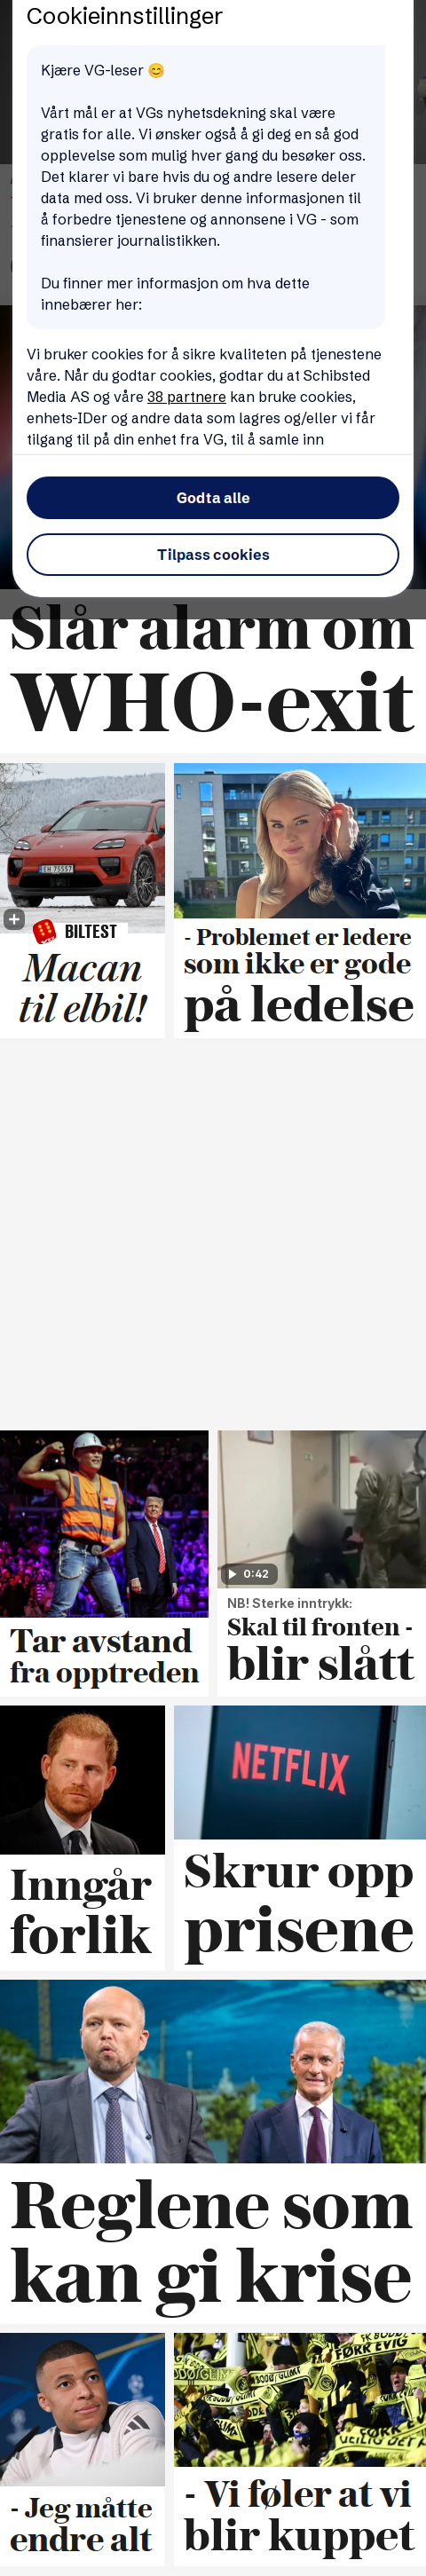 Cookieinnstillinger
Kjære VG-leser 😊
Vårt mål er at VGs nyhetsdekning skal være
gratis for alle. Vi ønsker også å gi deg en så god
opplevelse som mulig hver gang du besøker oss.
Det klarer vi bare hvis du og andre lesere deler
data med oss. Vi bruker denne informasjonen til
å forbedre tjenestene og annonsene i VG - som
finansierer journalistikken.
Du finner mer informasjon om hva dette
innebærer her:
Vi bruker cookies for å sikre kvaliteten på tjenestene
våre. Når du godtar cookies, godtar du at Schibsted
Media AS og våre 38 partnere kan bruke cookies,
enhets-IDer og andre data som lagres og/eller vi får
tilgang til på din enhet fra VG, til å samle inn
Godta alle
Tilpass cookies
Slår alarm om
WHO-exit
EH 75557
BILTEST
Macan
til elbil!
- Problemet er ledere
som ikke er gode
på ledelse
0:42
Tar avstand
fra opptreden
NB! Sterke inntrykk:
Skal til fronten -
blir slått
NETFLIX
Inngår
forlik
Skrur opp
prisene
Reglene som
kan gi krise
BODØ/GLIMT
FØRR EVIG
- Jeg måtte
endre alt
- Vi føler at vi
blir kuppet